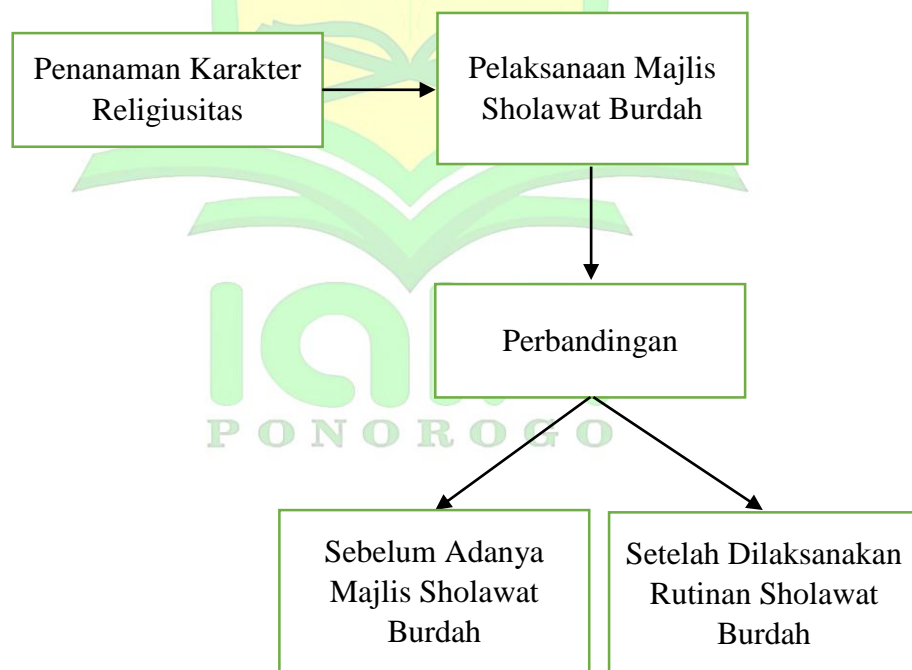 Penanaman Karakter
Religiusitas
Pelaksanaan Majlis
Sholawat Burdah
Perbandingan
PONOROGO
Sebelum Adanya
Majlis Sholawat
Burdah
Setelah Dilaksanakan
Rutinan Sholawat
Burdah